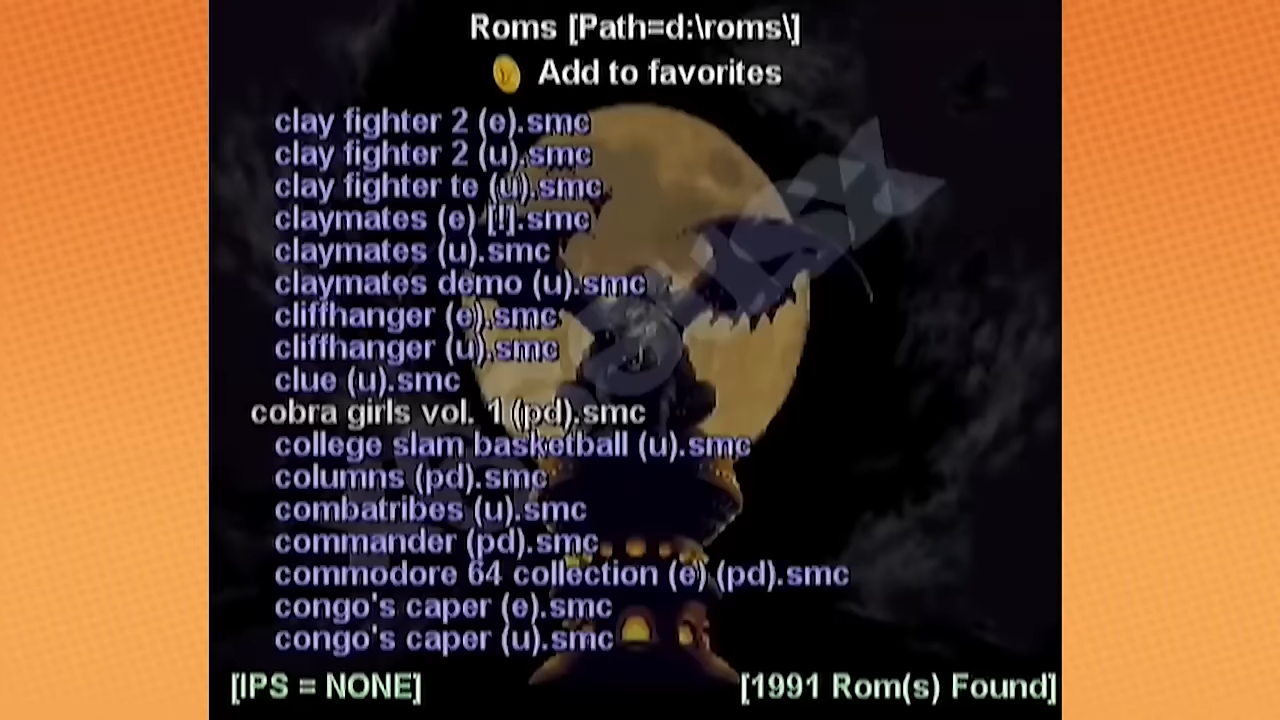 Roms [Path=d:\roms\]
Add to favorites
clay fighter 2 (e).smc
clay fighter 2 (u).smc
clay fighter te (u).smc
claymates (e) [!].smc
claymates (u).smc
claymates demo (u).smc
cliffhanger (e).smc
cliffhanger (u).smc
clue (u).smc
cobra girls vol. 1 (pd).smc
college slam basketball (u).smc
columns (pd).smc
combatribes (u).smc
commander (pd).smc
commodore 64 collection (e) (pd).smc
congo's caper (e).smc
congo's caper (u).smc
[IPS = NONE]
[1991 Rom(s) Found]